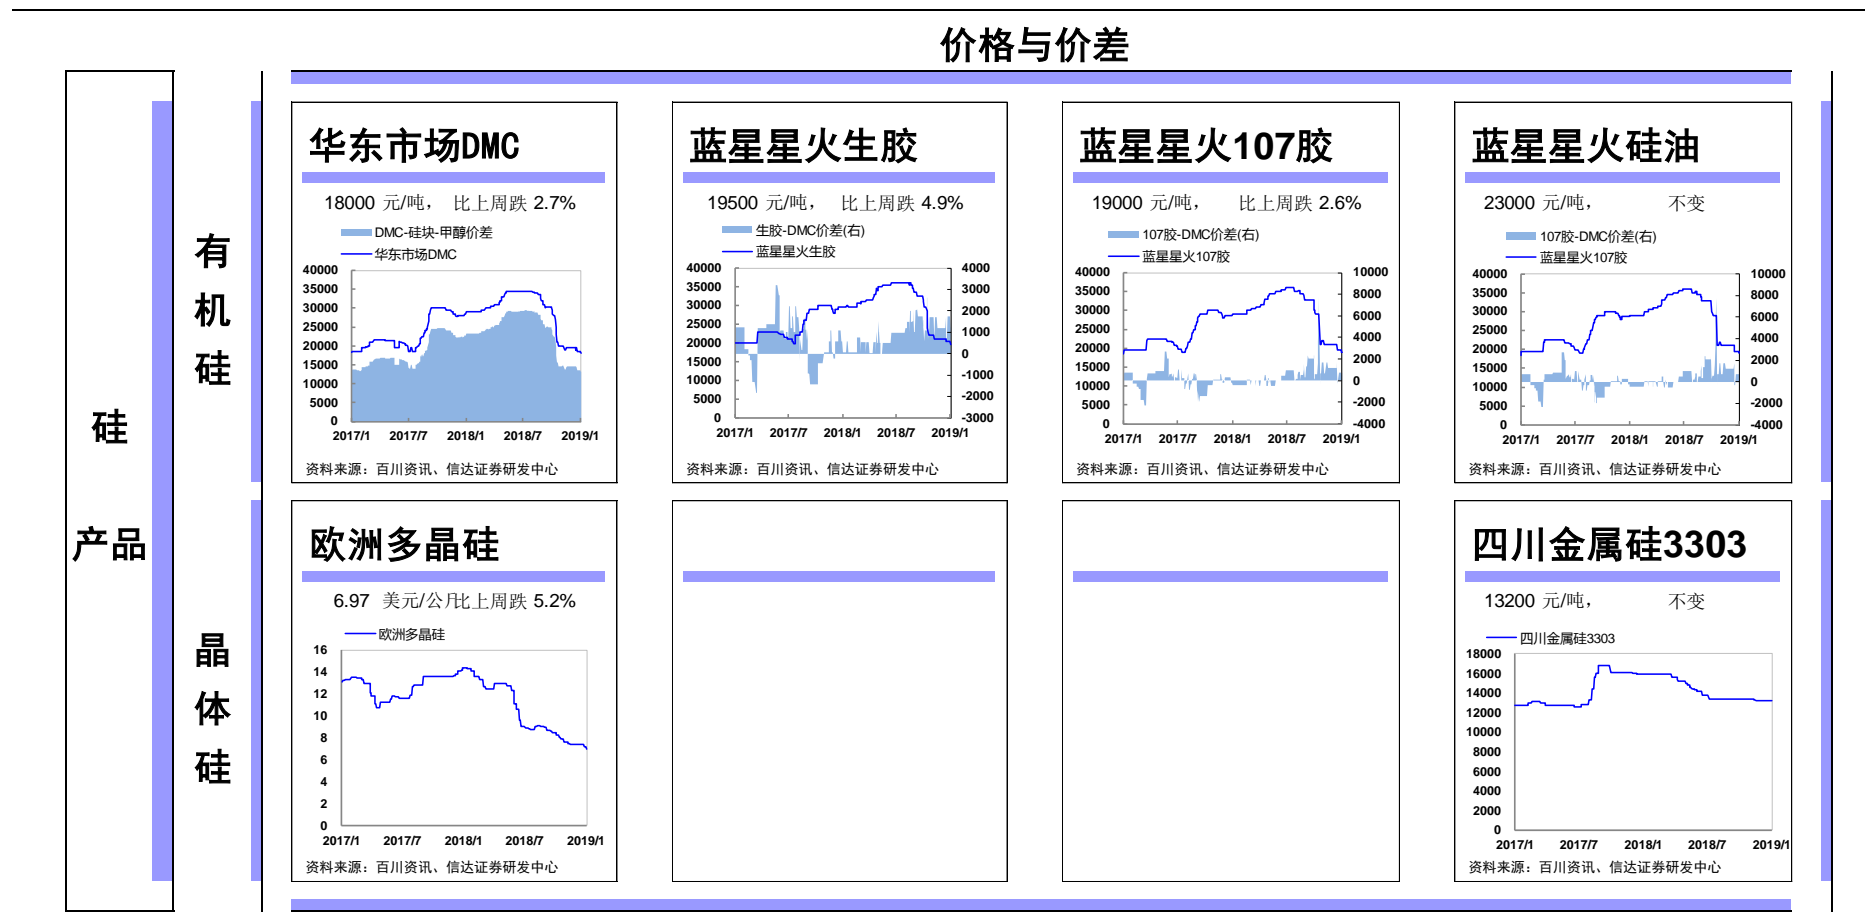 价格与价差
硅
产品
有
机
硅
华东市场DMC
18000 元/吨， 比上周跌 2.7%
DMC-硅块-甲醇价差
华东市场DMC
40000
35000
30000
25000
20000
15000
10000
5000
0
2017/1 2017/7 2018/1 2018/7 2019/1
资料来源：百川资讯、信达证券研发中心
蓝星星火生胶
19500 元/吨， 比上周跌 4.9%
生胶-DMC价差(右)
蓝星星火生胶
40000 4000
35000 3000
30000 2000
25000 1000
20000 0
15000 -1000
10000 -2000
5000 -3000
0
2017/1 2017/7 2018/1 2018/7 2019/1
资料来源：百川资讯、信达证券研发中心
蓝星星火107胶
19000 元/吨， 比上周跌 2.6%
107胶-DMC价差(右)
蓝星星火107胶
40000 10000
35000 8000
30000 6000
25000 4000
20000 2000
15000 0
10000 -2000
5000 -4000
0
2017/1 2017/7 2018/1 2018/7 2019/1
资料来源：百川资讯、信达证券研发中心
蓝星星火硅油
23000 元/吨， 不变
107胶-DMC价差(右)
蓝星星火107胶
40000 10000
35000 8000
30000 6000
25000 4000
20000 2000
15000 0
10000 -2000
5000 -4000
0
2017/1 2017/7 2018/1 2018/7 2019/1
资料来源：百川资讯、信达证券研发中心
晶
体
硅
欧洲多晶硅
6.97 美元/公斤比上周跌 5.2%
欧洲多晶硅
16
14
12
10
8
6
4
2
0
2017/1 2017/7 2018/1 2018/7 2019/1
资料来源：百川资讯、信达证券研发中心
四川金属硅3303
13200 元/吨， 不变
四川金属硅3303
18000
16000
14000
12000
10000
8000
6000
4000
2000
0
2017/1 2017/7 2018/1 2018/7 2019/1
资料来源：百川资讯、信达证券研发中心